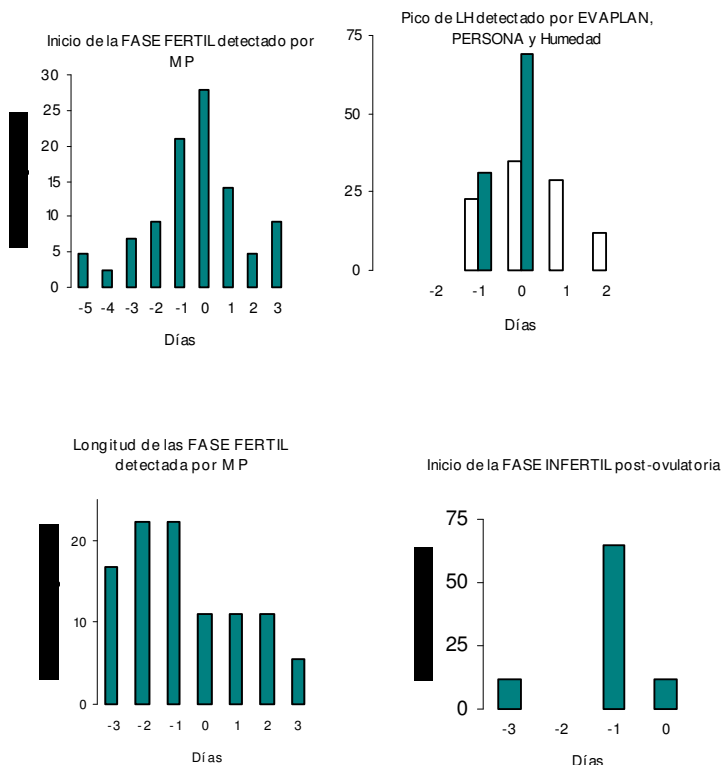 Inicio de la FASE FERTIL detectado por
MP
30
25
20
15
10
5
0
-5 -4 -3 -2 -1 0 1 2 3
Días
Pico de LH detectado por EVAPLAN,
PERSONA y Humedad
75
50
25
0
-2 -1 0 1 2
Días
Longitud de las FASE FERTIL
detectada por MP
20
10
0
-3 -2 -1 0 1 2 3
Días
Inicio de la FASE INFERTIL post-ovulatoria
75
50
25
0
-3 -2 -1 0
Días